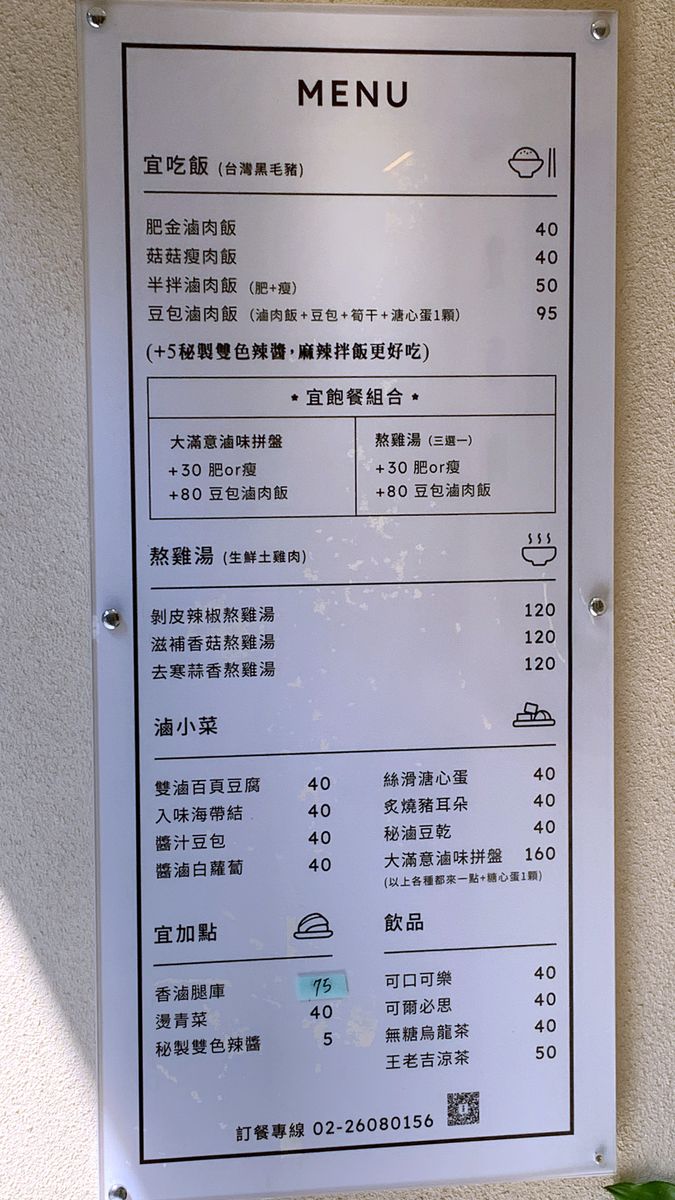 MENU
宜吃飯 (台灣黑毛豬)
肥金滷肉飯 40
菇菇瘦肉飯 40
半拌滷肉飯 (肥+瘦) 50
豆包滷肉飯 (滷肉飯+豆包+筍干+溏心蛋1顆) 95
(+5秘製雙色辣醬,麻辣拌飯更好吃)
★ 宜飽餐組合 ★
大滿意滷味拼盤
+30 肥or瘦
+80 豆包滷肉飯
熬雞湯 (三選一)
+30 肥or瘦
+80 豆包滷肉飯
熬雞湯 (生鮮土雞肉)
剝皮辣椒熬雞湯 120
滋補香菇熬雞湯 120
去寒蒜香熬雞湯 120
滷小菜
雙滷百頁豆腐 40
入味海帶結 40
醬汁豆包 40
醬滷白蘿蔔 40
絲滑溏心蛋 40
炙燒豬耳朵 40
秘滷豆乾 40
大滿意滷味拼盤 160
(以上各種都來一點+糖心蛋1顆)
宜加點
香滷腿庫 75
燙青菜 40
秘製雙色辣醬 5
飲品
可口可樂 40
可爾必思 40
無糖烏龍茶 40
王老吉涼茶 50
訂餐專線 02-26080156